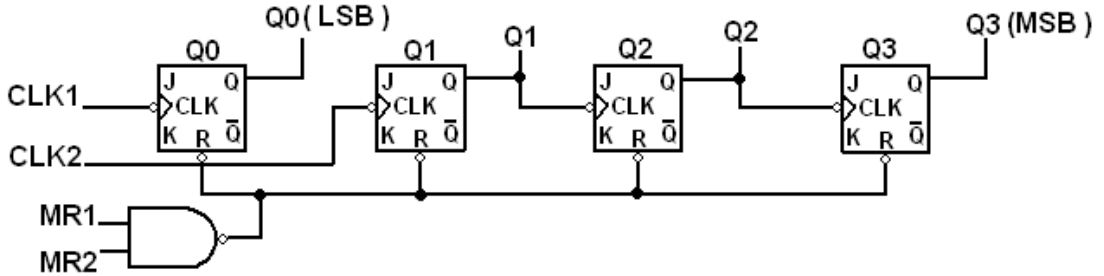 Q0 (LSB)
Q0
Q1
Q1
Q2
Q2
Q3
Q3 (MSB)
J Q
CLK
K R Q̅
J Q
CLK
K R Q̅
J Q
CLK
K R Q̅
J Q
CLK
K R Q̅
CLK1
CLK2
MR1
MR2